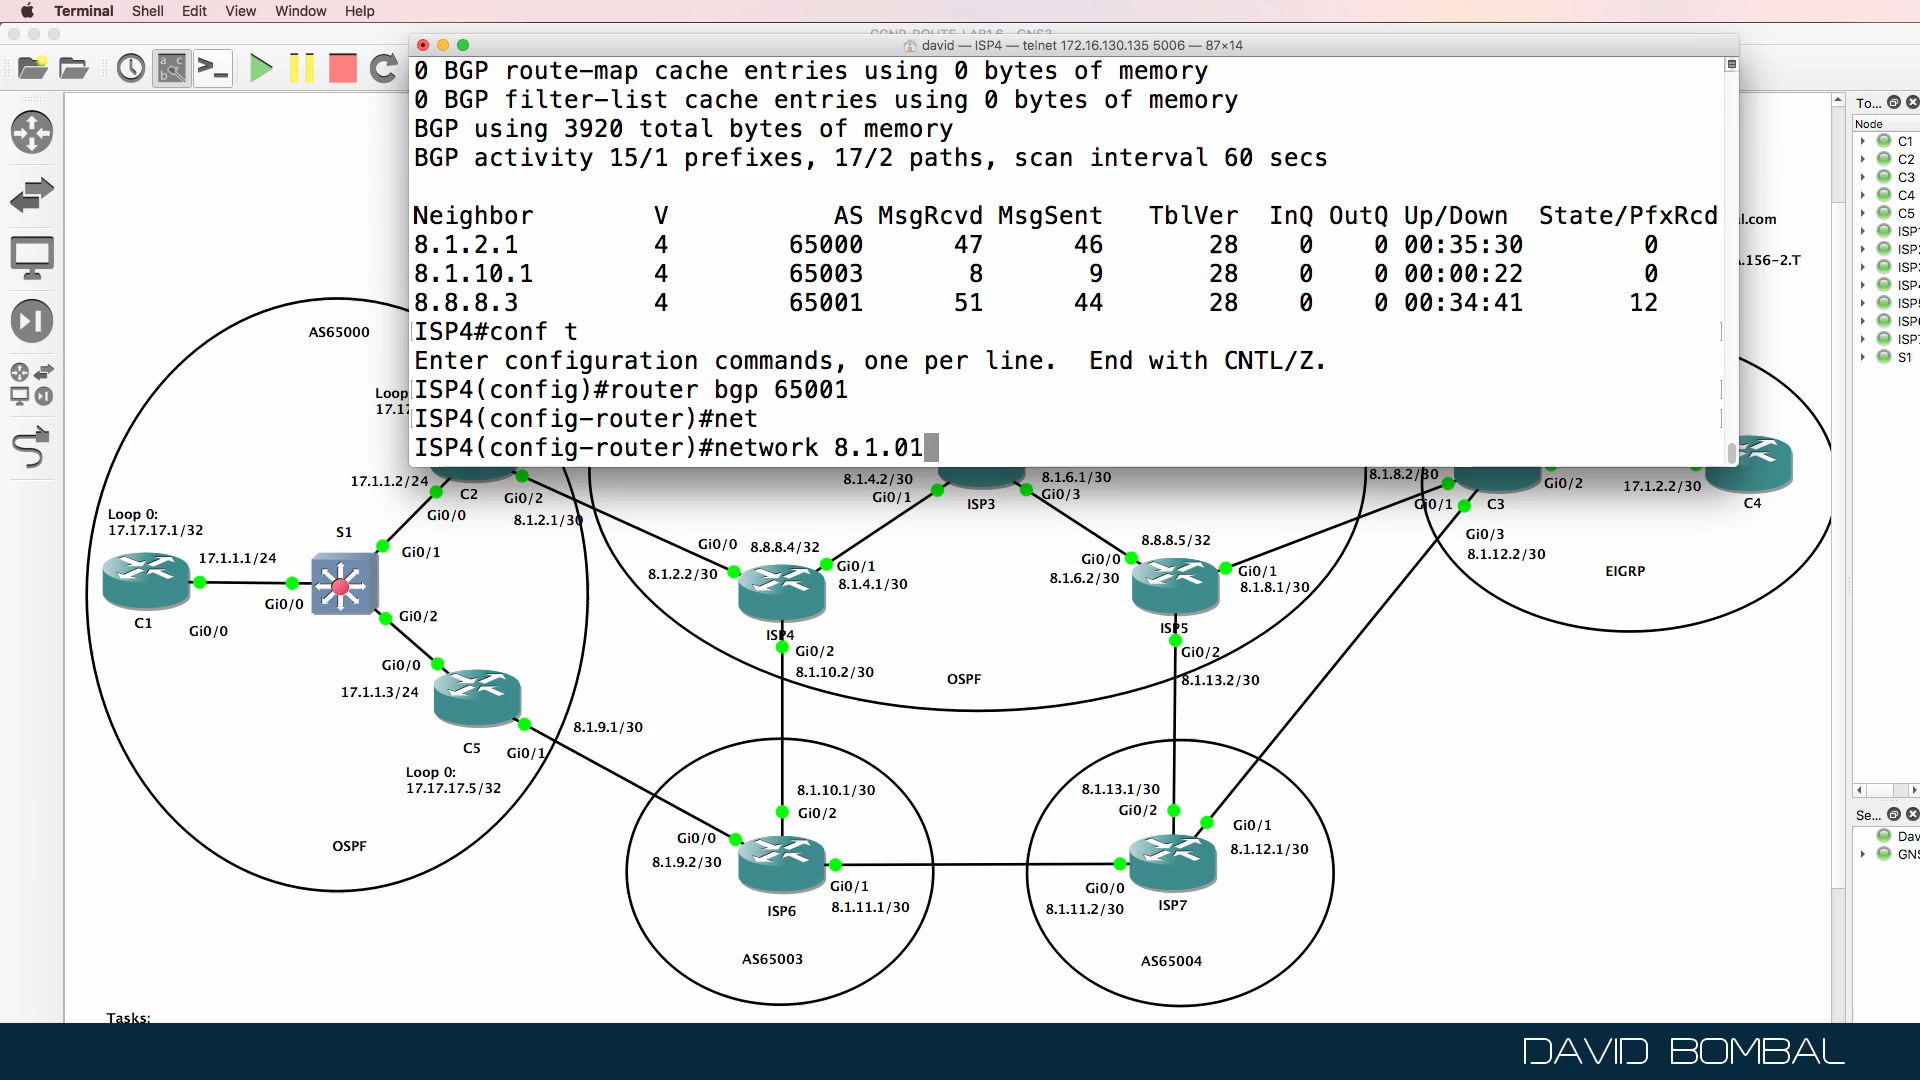 Terminal Shell Edit View Window Help
david — ISP4 — telnet 172.16.130.135 5006 — 87×14
0 BGP route-map cache entries using 0 bytes of memory
0 BGP filter-list cache entries using 0 bytes of memory
BGP using 3920 total bytes of memory
BGP activity 15/1 prefixes, 17/2 paths, scan interval 60 secs
Neighbor V AS MsgRcvd MsgSent TblVer InQ OutQ Up/Down State/PfxRcd
8.1.2.1 4 65000 47 46 28 0 0 00:35:30 0
8.1.10.1 4 65003 8 9 28 0 0 00:00:22 0
8.8.8.3 4 65001 51 44 28 0 0 00:34:41 12
ISP4#conf t
Enter configuration commands, one per line. End with CNTL/Z.
ISP4(config)#router bgp 65001
ISP4(config-router)#net
ISP4(config-router)#network 8.1.01
To...
Node
C1
C2
C3
C4
C5
S1
Se...
AS65000
Loop 0:
17.17.17.1/32
17.1.1.1/24
Gi0/0
C1
S1
Gi0/0
Gi0/1
Gi0/2
17.1.1.2/24
C2
Gi0/0
Gi0/2
8.1.2.1/30
Gi0/0
17.1.1.3/24
C5
Gi0/1
8.1.9.1/30
Loop 0:
17.17.17.5/32
OSPF
8.1.4.2/30
Gi0/1
ISP3
8.1.6.1/30
Gi0/3
Gi0/0
8.1.2.2/30
8.8.8.4/32
Gi0/1
8.1.4.1/30
ISP4
Gi0/2
8.1.10.2/30
OSPF
8.8.8.5/32
Gi0/0
8.1.6.2/30
Gi0/1
8.1.8.1/30
ISP5
Gi0/2
8.1.13.2/30
8.1.8.2/30
Gi0/1
C3
Gi0/2
Gi0/3
8.1.12.2/30
17.1.2.2/30
C4
EIGRP
8.1.10.1/30
Gi0/2
Gi0/0
8.1.9.2/30
ISP6
Gi0/1
8.1.11.1/30
AS65003
8.1.13.1/30
Gi0/2
Gi0/1
8.1.12.1/30
Gi0/0
8.1.11.2/30
ISP7
AS65004
Tasks:
DAVID BOMBAL